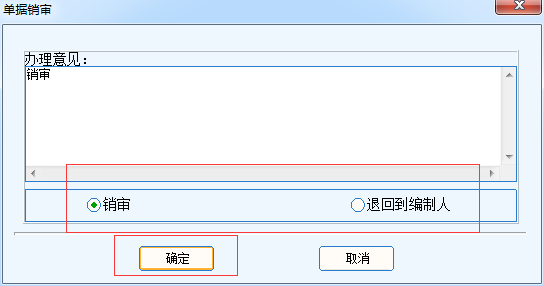 单据销审
办理意见：
销审
销审 退回到编制人
确定 取消